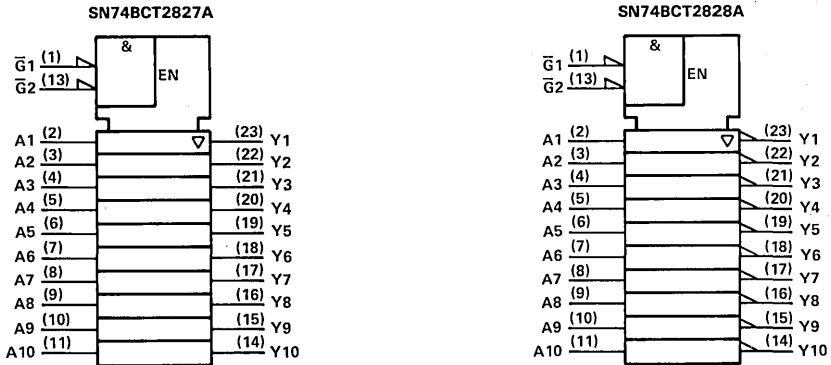 SN74BCT2827A
&
G̅1 (1)
G̅2 (13)
EN
A1 (2) (23) Y1
A2 (3) (22) Y2
A3 (4) (21) Y3
A4 (5) (20) Y4
A5 (6) (19) Y5
A6 (7) (18) Y6
A7 (8) (17) Y7
A8 (9) (16) Y8
A9 (10) (15) Y9
A10 (11) (14) Y10
SN74BCT2828A
&
G̅1 (1)
G̅2 (13)
EN
A1 (2) (23) Y1
A2 (3) (22) Y2
A3 (4) (21) Y3
A4 (5) (20) Y4
A5 (6) (19) Y5
A6 (7) (18) Y6
A7 (8) (17) Y7
A8 (9) (16) Y8
A9 (10) (15) Y9
A10 (11) (14) Y10